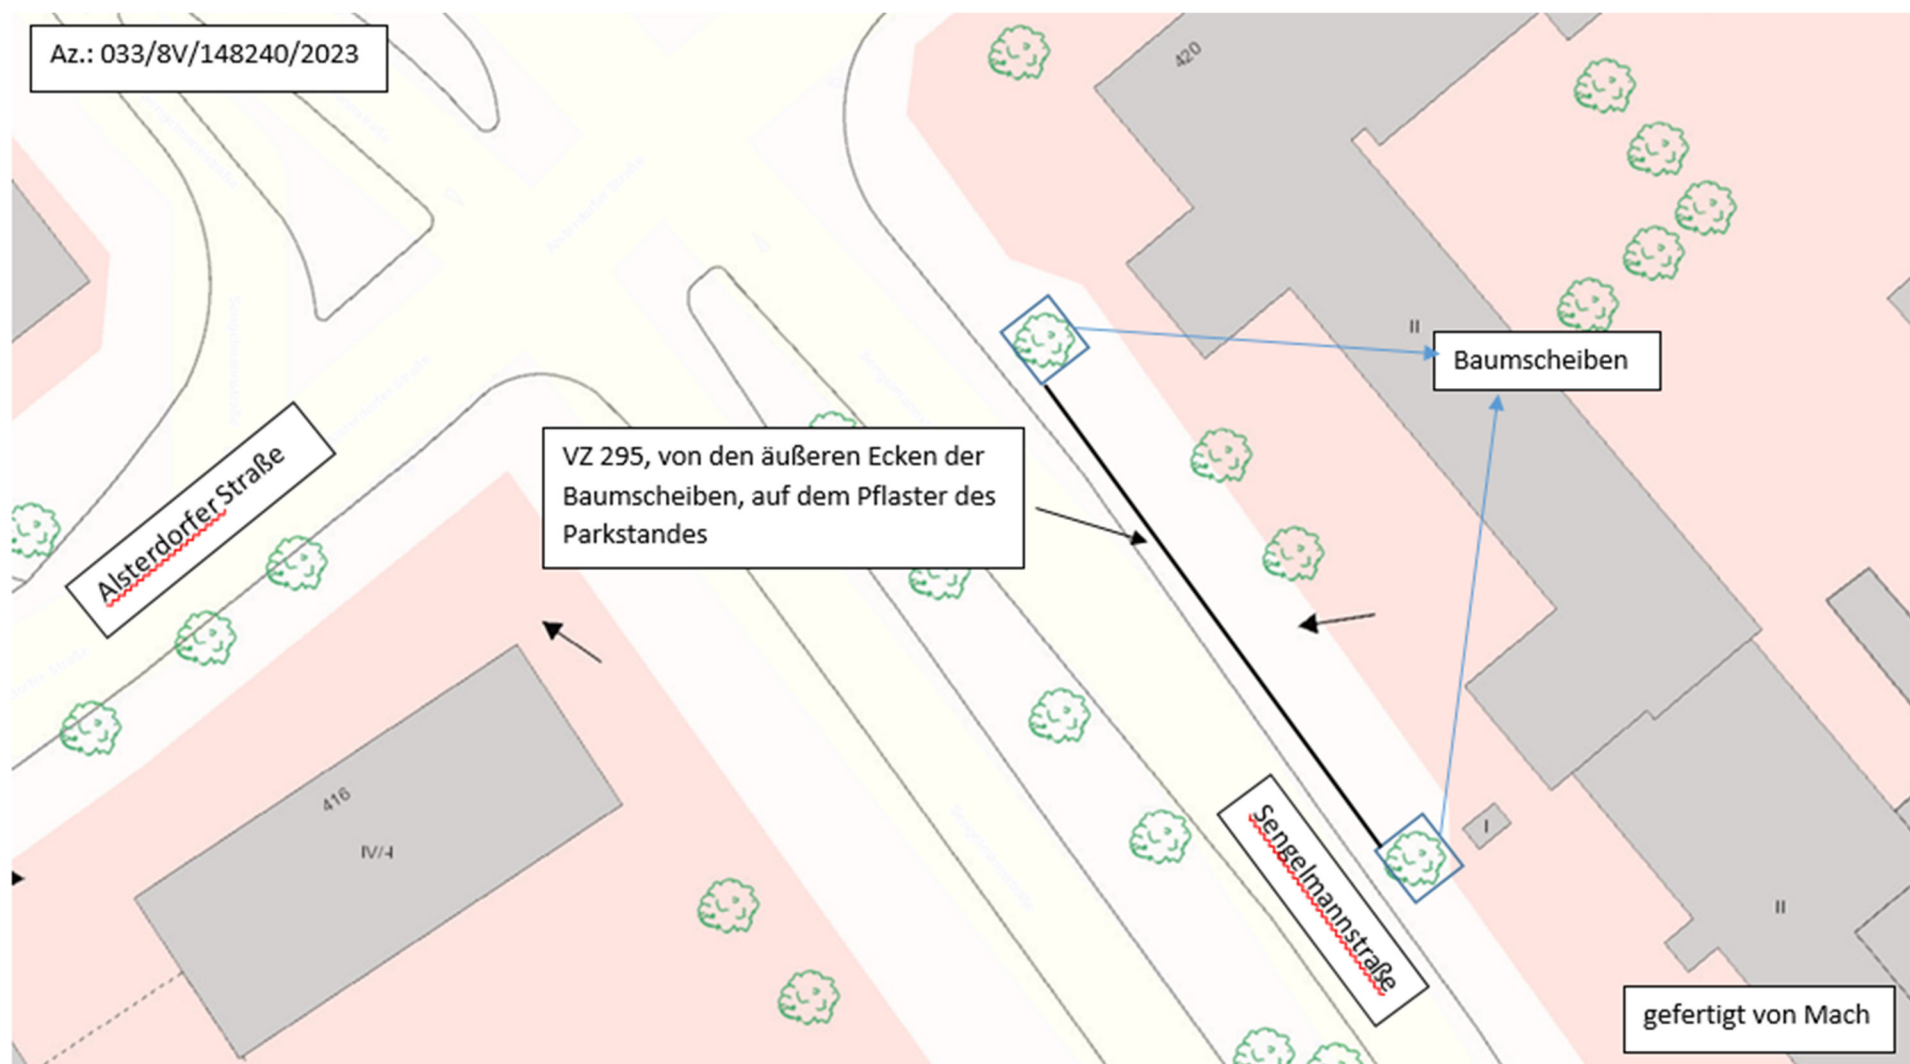 Az.: 033/8V/148240/2023
420
II
Baumscheiben
VZ 295, von den äußeren Ecken der
Baumscheiben, auf dem Pflaster des
Parkstandes
Alsterdorfer Straße
416
Sengelmannstraße
I
II
gefertigt von Mach